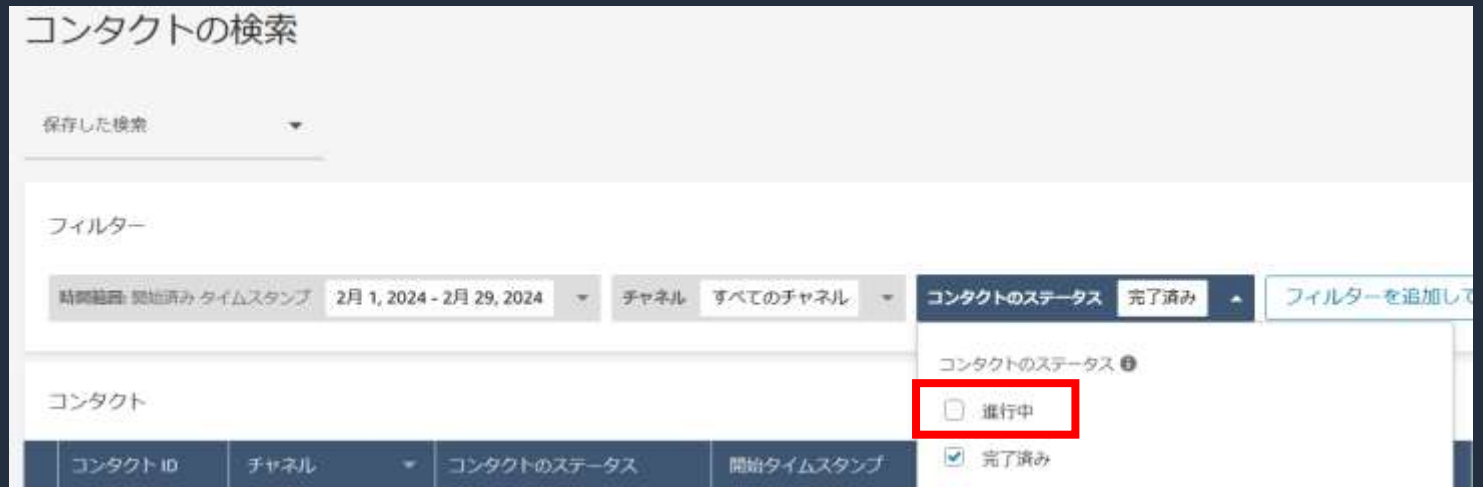 コンタクトの検索
保存した検索
フィルター
時間範囲: 開始済み タイムスタンプ 2月 1, 2024 - 2月 29, 2024 チャネル すべてのチャネル コンタクトのステータス 完了済み フィルターを追加して
コンタクトのステータス
コンタクト
進行中
コンタクト ID チャネル コンタクトのステータス 開始タイムスタンプ
完了済み